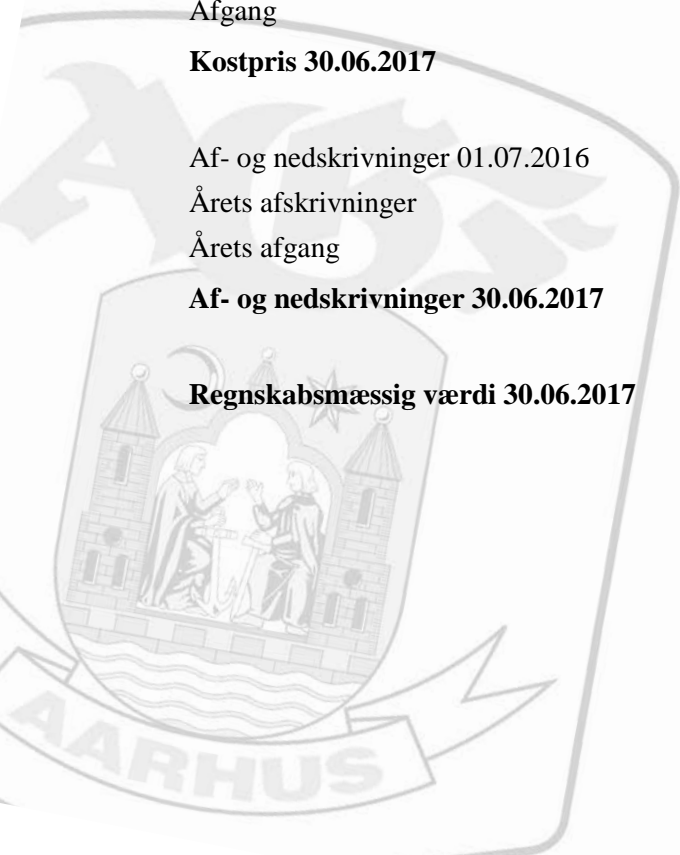 Afgang
Kostpris 30.06.2017
Af- og nedskrivninger 01.07.2016
Årets afskrivninger
Årets afgang
Af- og nedskrivninger 30.06.2017
Regnskabsmæssig værdi 30.06.2017
AGF
AARHUS